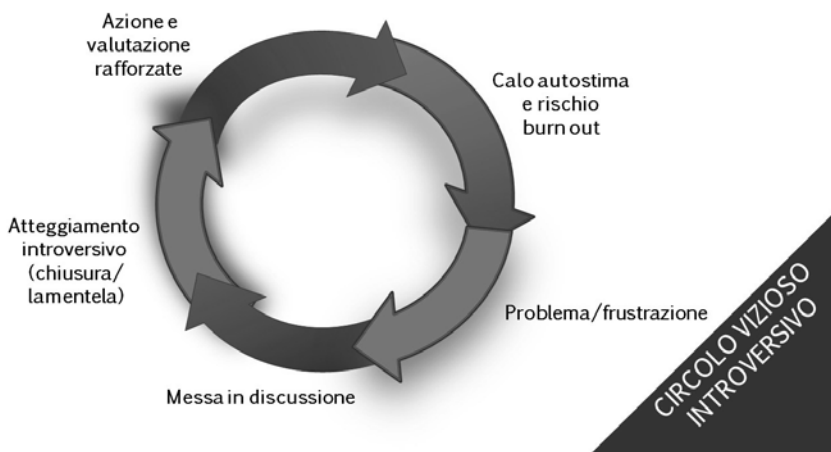 Azione e
valutazione
rafforzate
Calo autostima
e rischio
burn out
Problema/frustrazione
Messa in discussione
Atteggiamento
introversivo
(chiusura/
lamentela)
CIRCOLO VIZIOSO
INTROVERSIVO